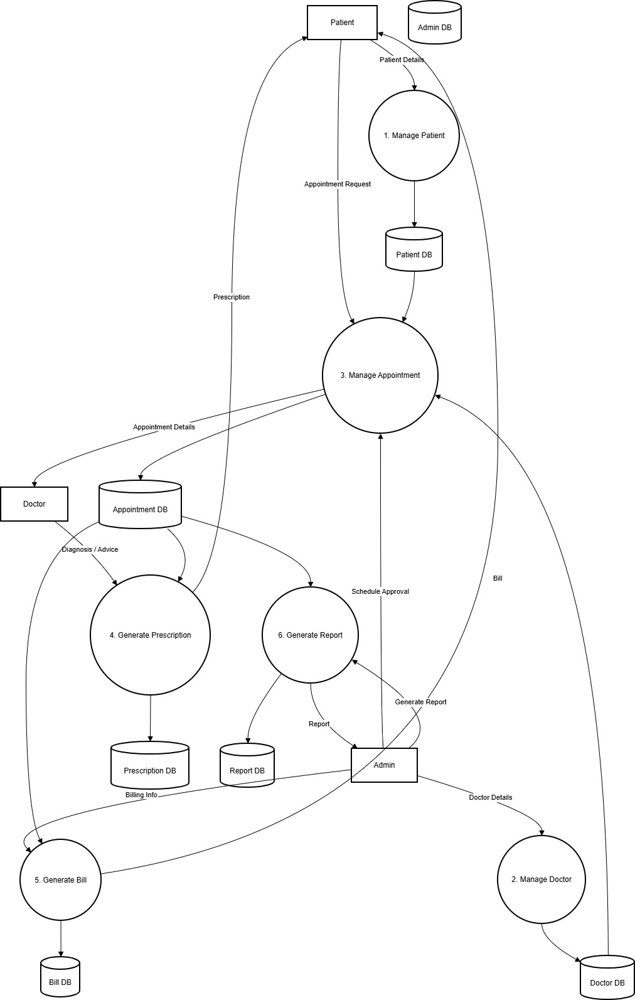 Patient
Admin DB
Patient Details
1. Manage Patient
Appointment Request
Patient DB
Prescription
3. Manage Appointment
Appointment Details
Doctor
Appointment DB
Diagnosis / Advice
Bill
Schedule Approval
4. Generate Prescription
6. Generate Report
Generate Report
Report
Admin
Prescription DB
Report DB
Billing Info
Doctor Details
5. Generate Bill
2. Manage Doctor
Bill DB
Doctor DB